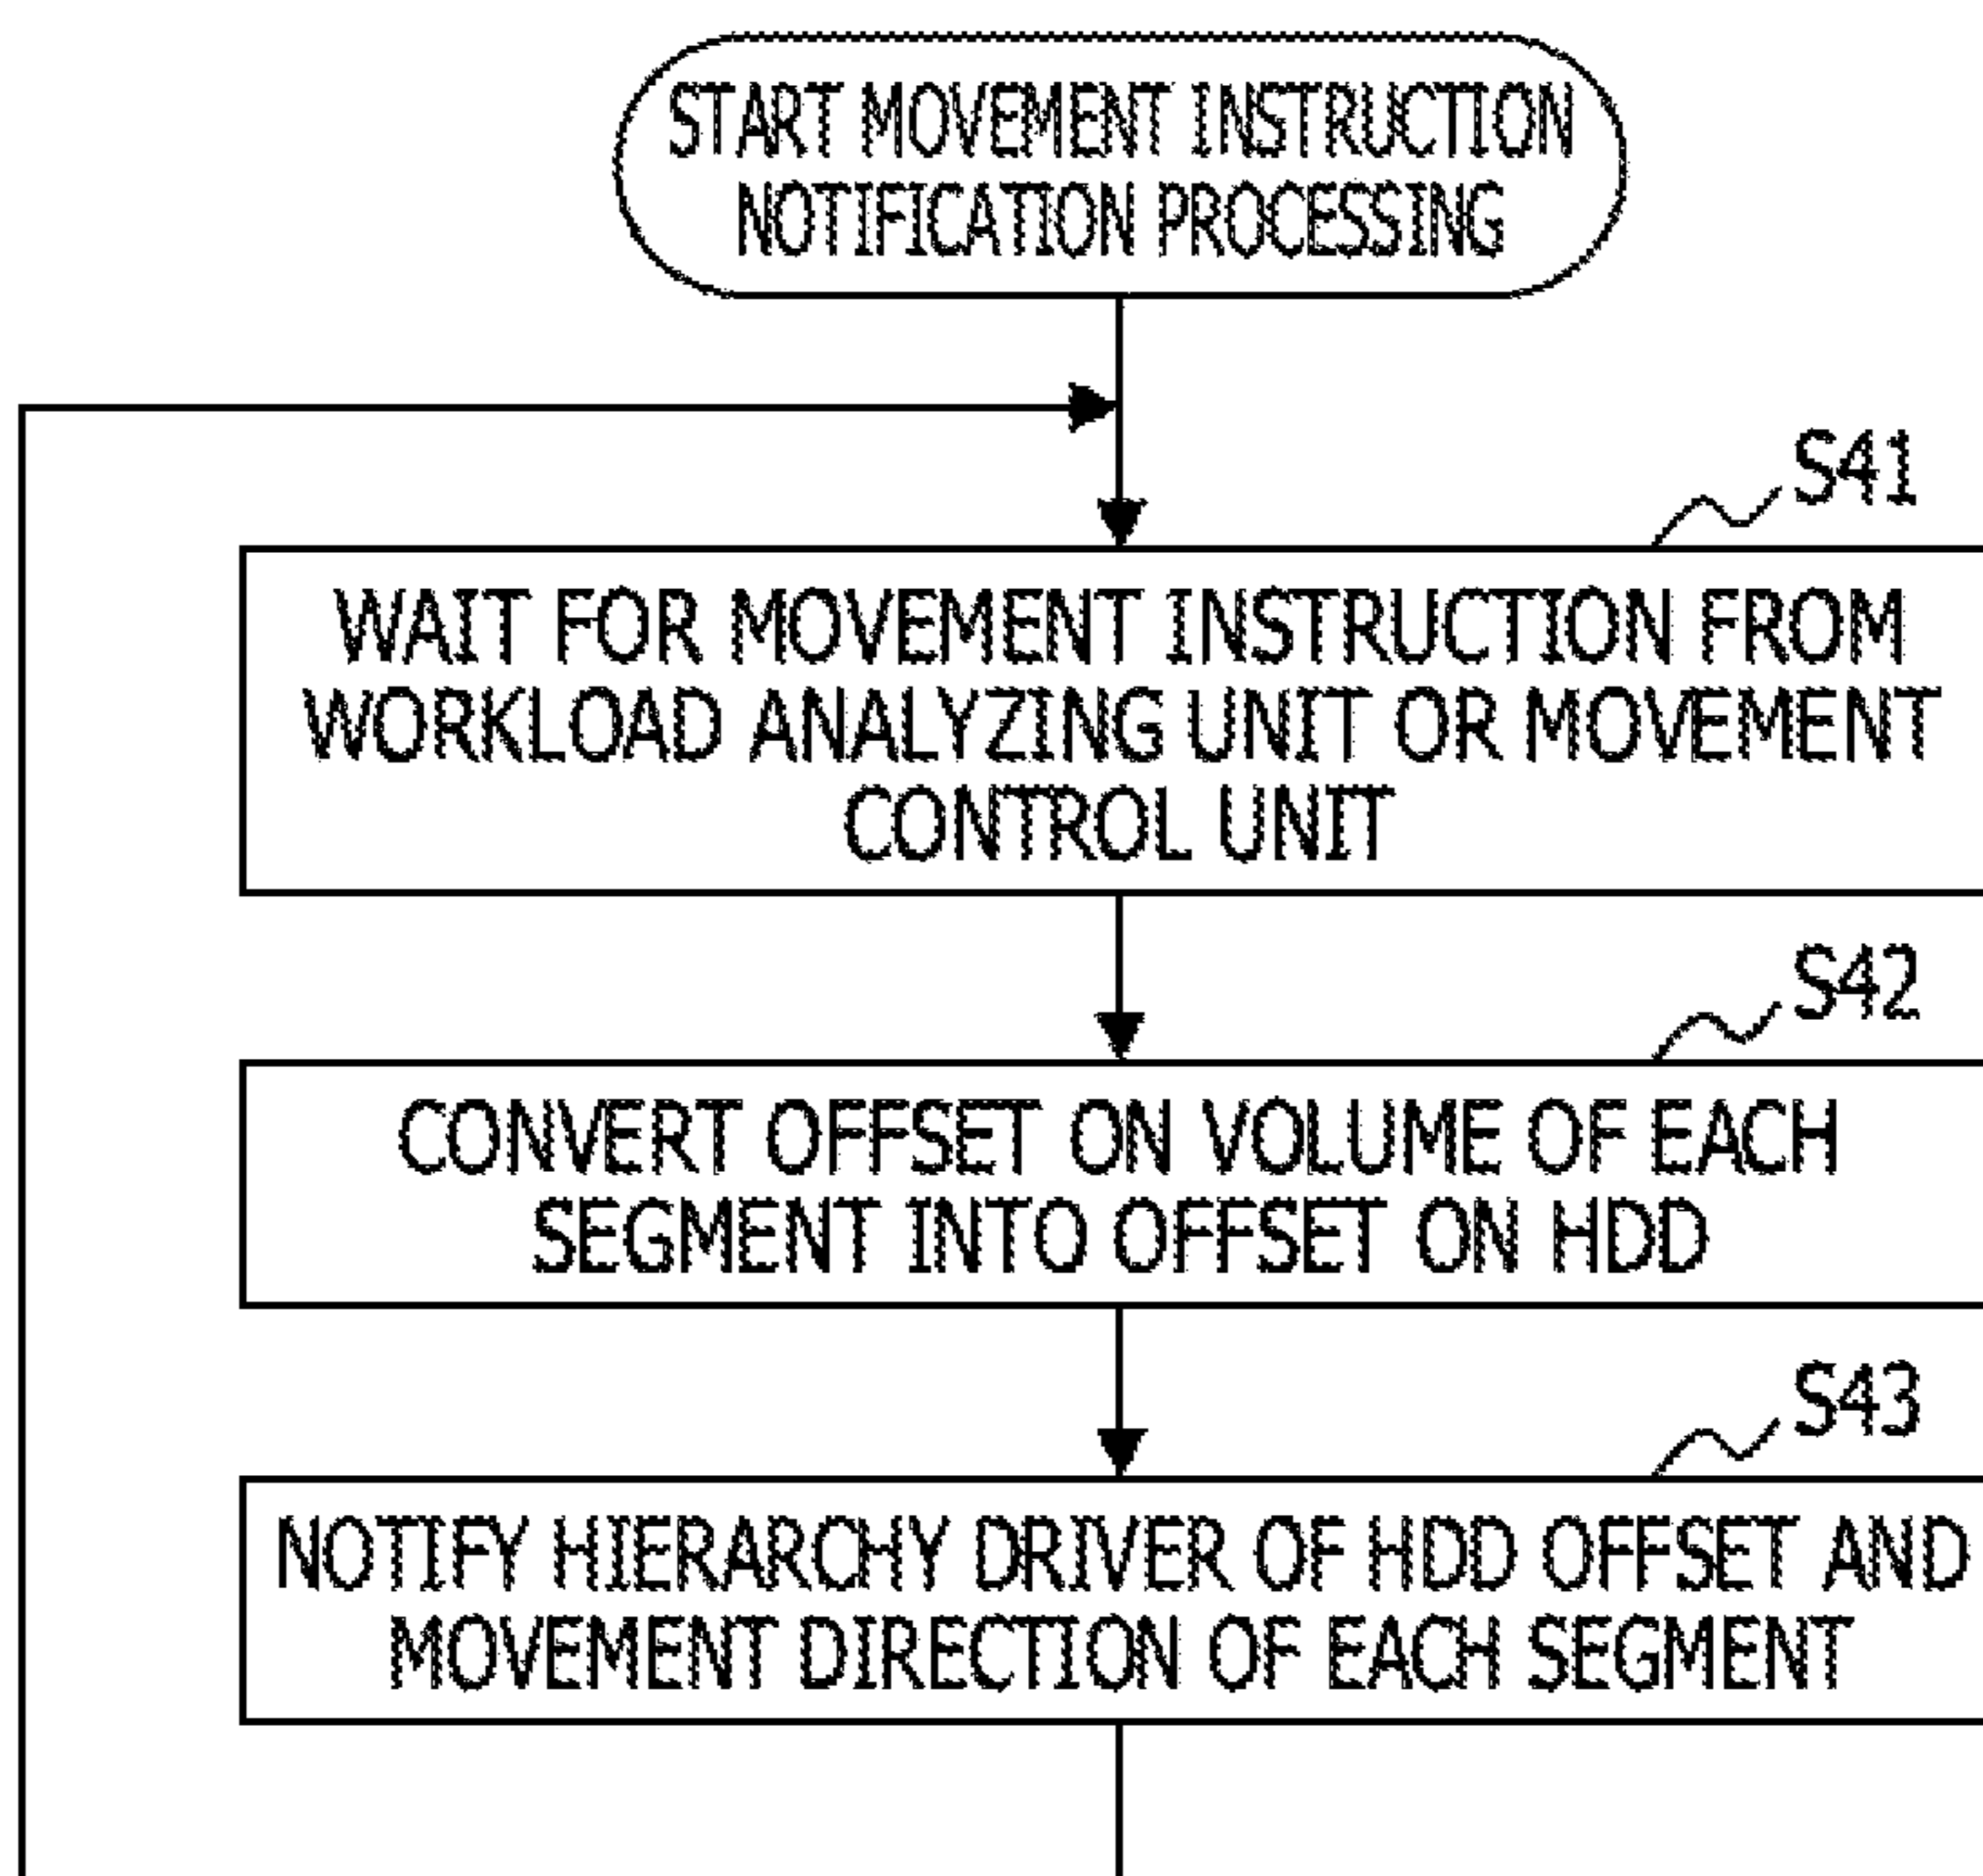 START MOVEMENT INSTRUCTION
NOTIFICATION PROCESSING
S41
WAIT FOR MOVEMENT INSTRUCTION FROM
WORKLOAD ANALYZING UNIT OR MOVEMENT
CONTROL UNIT
S42
CONVERT OFFSET ON VOLUME OF EACH
SEGMENT INTO OFFSET ON HDD
S43
NOTIFY HIERARCHY DRIVER OF HDD OFFSET AND
MOVEMENT DIRECTION OF EACH SEGMENT